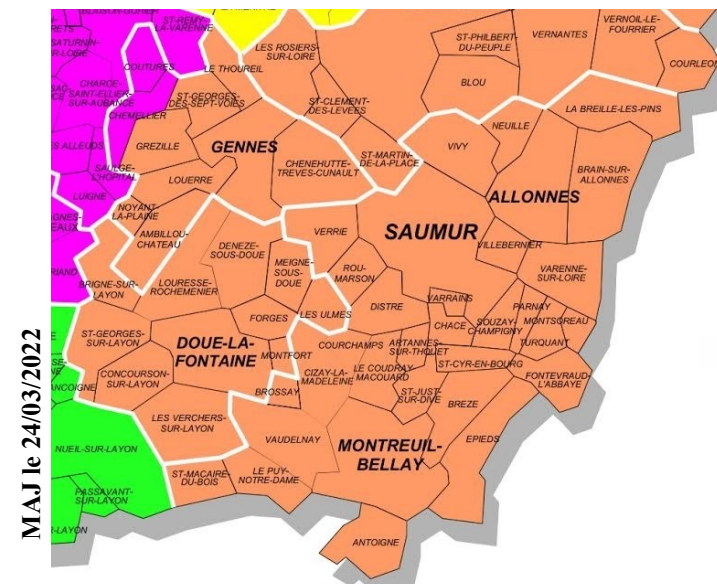 BLAISON-GOHIER
ST-REMY-
LA-VARENNE
SATURNIN-
UR-LOIRE
COUTURES
LE THOUREIL
LES ROSIERS-
SUR-LOIRE
ST-PHILBERT-
DU-PEUPLE
VERNANTES
VERNOIL-LE-
FOURRIER
COURLEON
CHARCE-
SAINT-ELLIER-
SUR-AUBANCE
CHEMELLIER
ST-GEORGES-
DES-SEPT-VOIES
ST-CLEMENT-
DES-LEVEES
BLOU
LA BREILLE-LES-PINS
S ALLEUDS
GREZILLE
GENNES
CHENEHUTTE-
TREVES-CUNAULT
ST-MARTIN-
DE-LA-PLACE
VIVY
NEUILLE
BRAIN-SUR-
ALLONNES
SAULGE-
L'HOPITAL
LUIGNE
LOUERRE
ALLONNES
NOYANT-
LA-PLAINE
AMBILLOU-
CHATEAU
DENEZE-
SOUS-DOUE
VERRIE
SAUMUR
VILLEBERNIER
VARENNE-
SUR-LOIRE
MEIGNE-
SOUS-
DOUE
ROU-
MARSON
RIAND
BRIGNE-SUR-
LAYON
LOURESSE-
ROCHEMENIER
FORGES
LES ULMES
DISTRE
VARRAINS
CHACE
SOUZAY-
CHAMPIGNY
PARNAY
MONTSOREAU
TURQUANT
ST-GEORGES-
SUR-LAYON
DOUE-LA-
FONTAINE
MONTFORT
COURCHAMPS
ARTANNES-
SUR-THOUET
ST-CYR-EN-BOURG
FONTEVRAUD-
L'ABBAYE
CONCOURSON-
SUR-LAYON
BROSSAY
CIZAY-LA-
MADELEINE
LE COUDRAY-
MACOUARD
ST-JUST-
SUR-DIVE
BREZE
ANCOIGNE
LES VERCHERS-
SUR-LAYON
VAUDELNAY
MONTREUIL-
BELLAY
EPIEDS
NUEIL-SUR-LAYON
ST-MACAIRE-
DU-BOIS
LE PUY-
NOTRE-DAME
PASSAVANT-
SUR-LAYON
R-LAYON
ANTOIGNE
MAJ le 24/03/2022